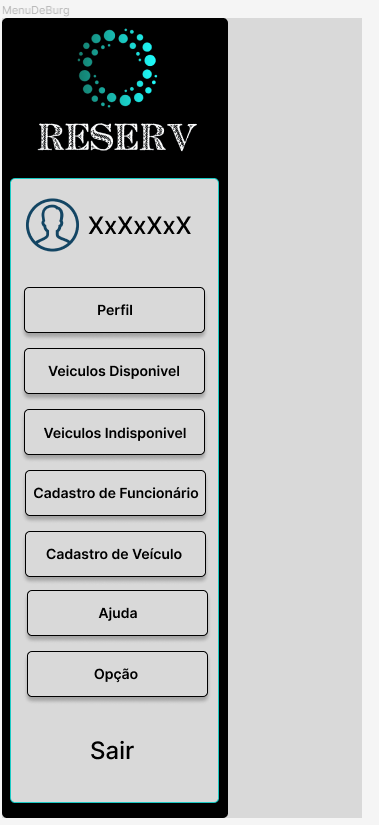 MenuDeBurg
RESERV
XxXxXxX
Perfil
Veiculos Disponivel
Veiculos Indisponivel
Cadastro de Funcionário
Cadastro de Veículo
Ajuda
Opção
Sair